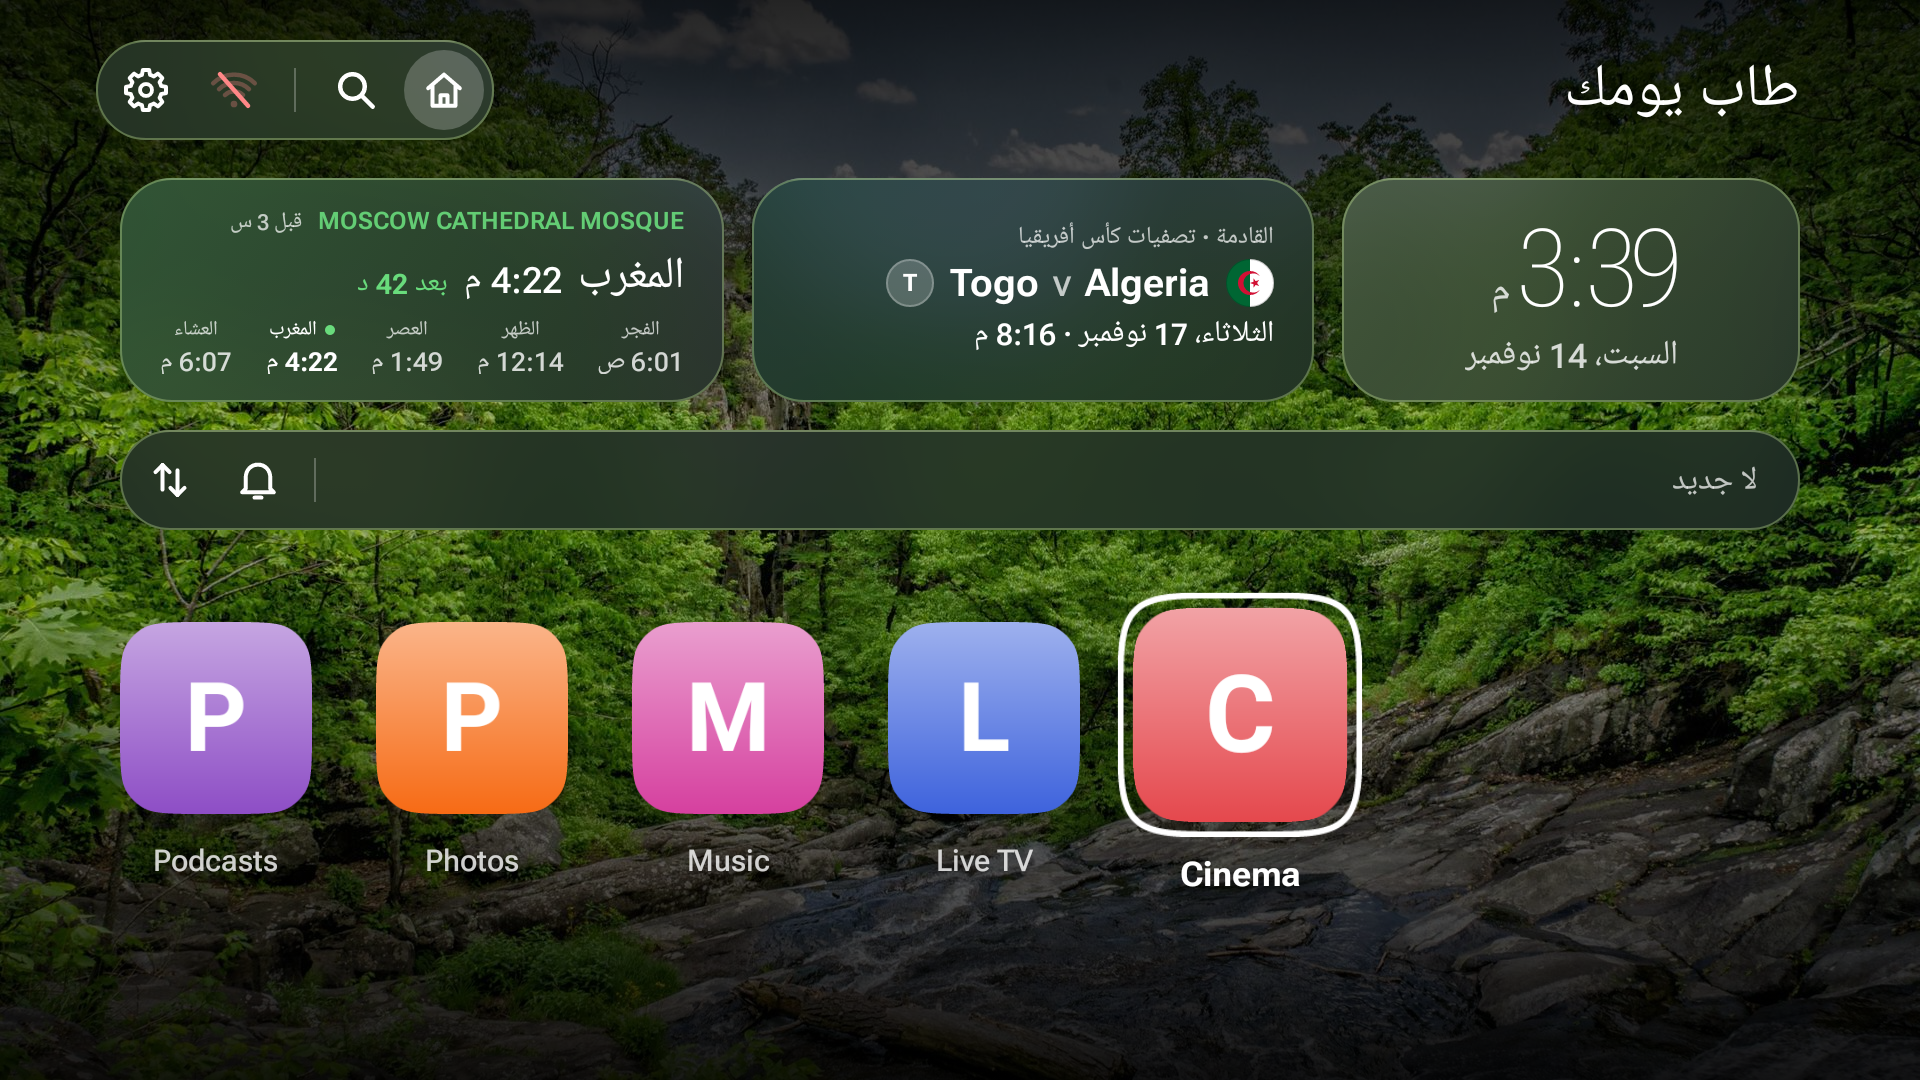 طاب يومك
3:39 م
السبت، 14 نوفمبر
القادمة • تصفيات كأس أفريقيا
Algeria v Togo
T
الثلاثاء، 17 نوفمبر · 8:16 م
MOSCOW CATHEDRAL MOSQUE قبل 3 س
المغرب 4:22 م بعد 42 د
الفجر الظهر العصر المغرب العشاء
6:01 ص 12:14 م 1:49 م 4:22 م 6:07 م
لا جديد
C
L
M
P
P
Cinema
Live TV
Music
Photos
Podcasts